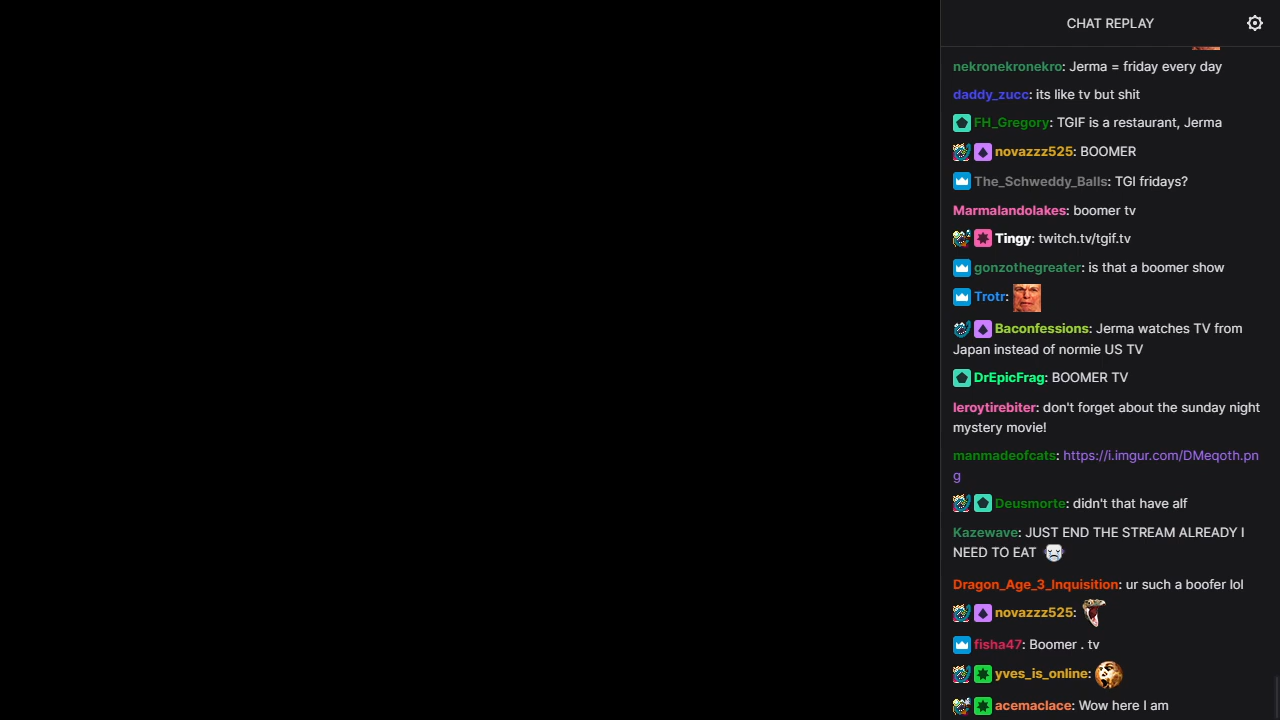 CHAT REPLAY
nekronekronekro: Jerma = friday every day
daddy_zucc: its like tv but shit
FH_Gregory: TGIF is a restaurant, Jerma
novazzz525: BOOMER
The_Schweddy_Balls: TGI fridays?
Marmalandolakes: boomer tv
Tingy: twitch.tv/tgif.tv
gonzothegreater: is that a boomer show
Trotr:
Baconfessions: Jerma watches TV from
Japan instead of normie US TV
DrEpicFrag: BOOMER TV
leroytirebiter: don't forget about the sunday night
mystery movie!
manmadeofcats: https://i.imgur.com/DMeqoth.pn
g
Deusmorte: didn't that have alf
Kazewave: JUST END THE STREAM ALREADY I
NEED TO EAT
Dragon_Age_3_Inquisition: ur such a boofer lol
novazzz525:
fisha47: Boomer . tv
yves_is_online:
acemaclace: Wow here I am